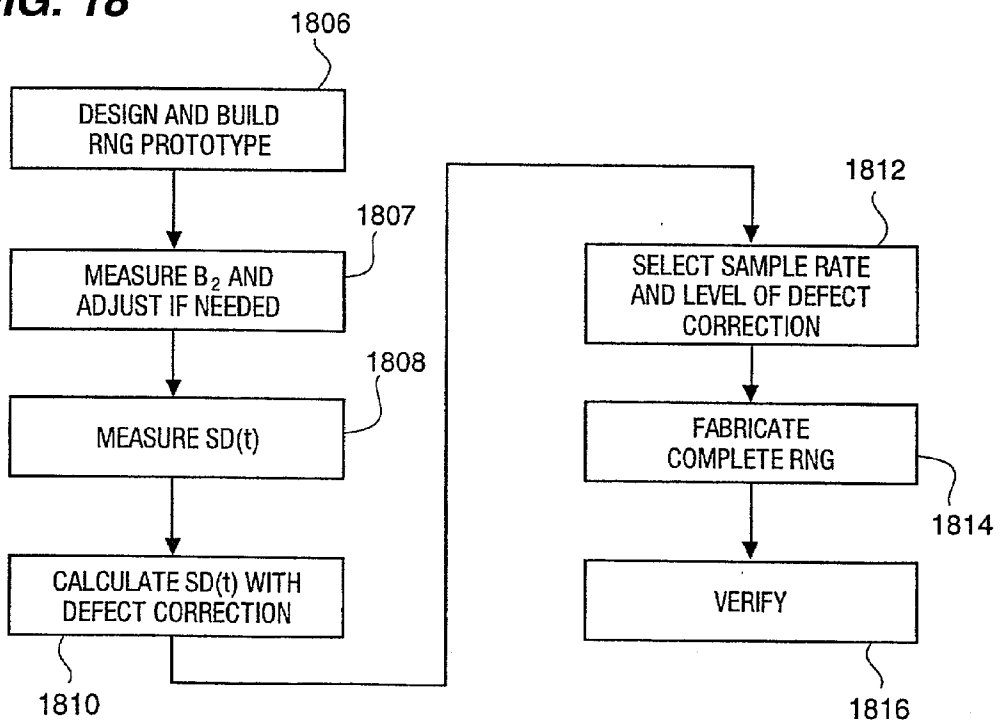 FIG. 18
1806
DESIGN AND BUILD
RNG PROTOTYPE
1807
MEASURE B₂ AND
ADJUST IF NEEDED
1808
MEASURE SD(t)
CALCULATE SD(t) WITH
DEFECT CORRECTION
1810
1812
SELECT SAMPLE RATE
AND LEVEL OF DEFECT
CORRECTION
FABRICATE
COMPLETE RNG
1814
VERIFY
1816